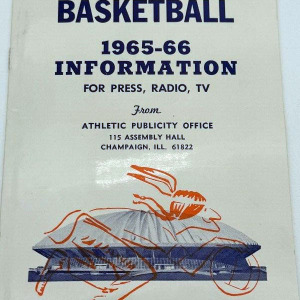 BASKETBALL
1965-66
INFORMATION
FOR PRESS, RADIO, TV
From
ATHLETIC PUBLICITY OFFICE
115 ASSEMBLY HALL
CHAMPAIGN, ILL. 61822